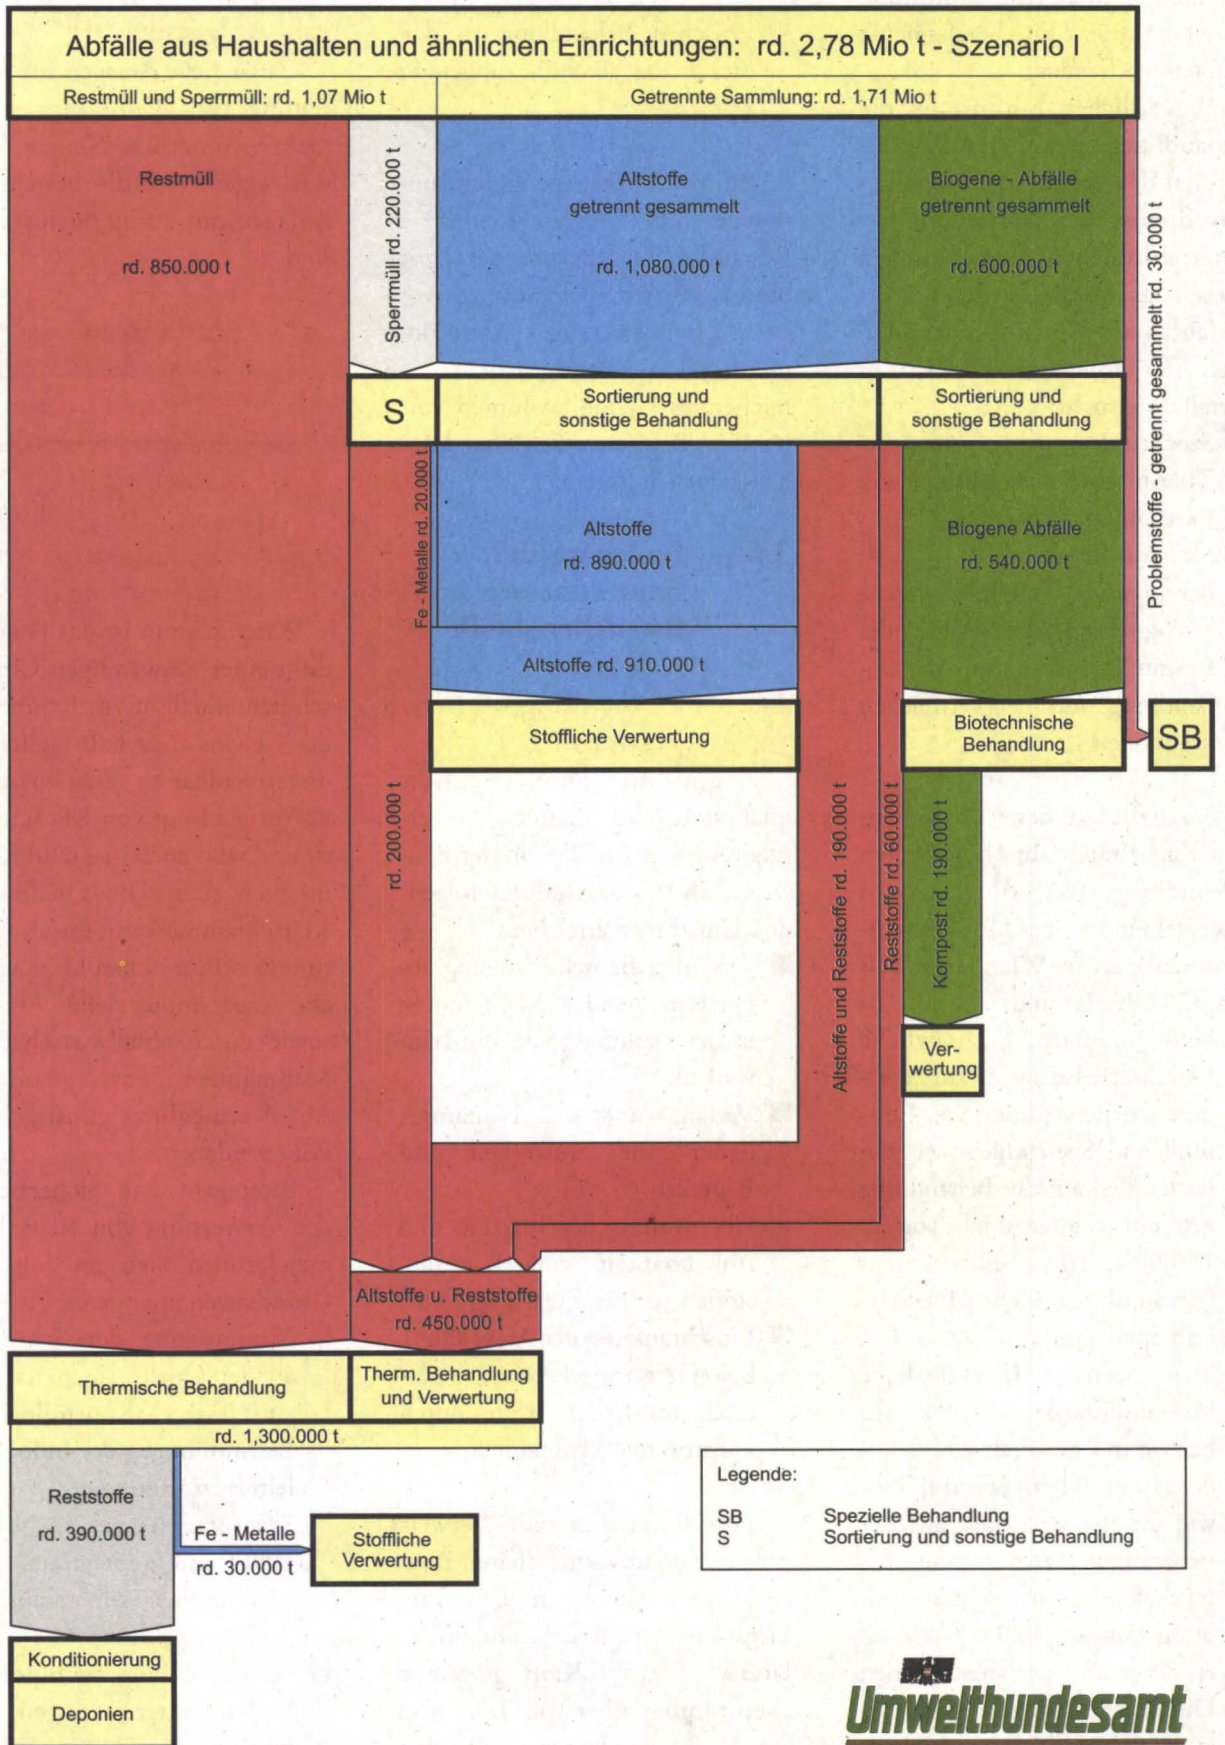 Abfälle aus Haushalten und ähnlichen Einrichtungen: rd. 2,78 Mio t - Szenario I
Restmüll und Sperrmüll: rd. 1,07 Mio t
Getrennte Sammlung: rd. 1,71 Mio t
Restmüll
rd. 850.000 t
Sperrmüll rd. 220.000 t
Altstoffe
getrennt gesammelt
rd. 1,080.000 t
Biogene - Abfälle
getrennt gesammelt
rd. 600.000 t
Problemstoffe - getrennt gesammelt rd. 30.000 t
S
Sortierung und
sonstige Behandlung
Sortierung und
sonstige Behandlung
Fe - Metalle rd. 20.000 t
Altstoffe
rd. 890.000 t
Biogene Abfälle
rd. 540.000 t
Altstoffe rd. 910.000 t
Stoffliche Verwertung
Biotechnische
Behandlung
SB
rd. 200.000 t
Altstoffe und Reststoffe rd. 190.000 t
Reststoffe rd. 60.000 t
Kompost rd. 190.000 t
Ver-
wertung
Altstoffe u. Reststoffe
rd. 450.000 t
Thermische Behandlung
Therm. Behandlung
und Verwertung
rd. 1,300.000 t
Reststoffe
rd. 390.000 t
Fe - Metalle
rd. 30.000 t
Stoffliche
Verwertung
Legende:
SB Spezielle Behandlung
S Sortierung und sonstige Behandlung
Konditionierung
Deponien
Umweltbundesamt